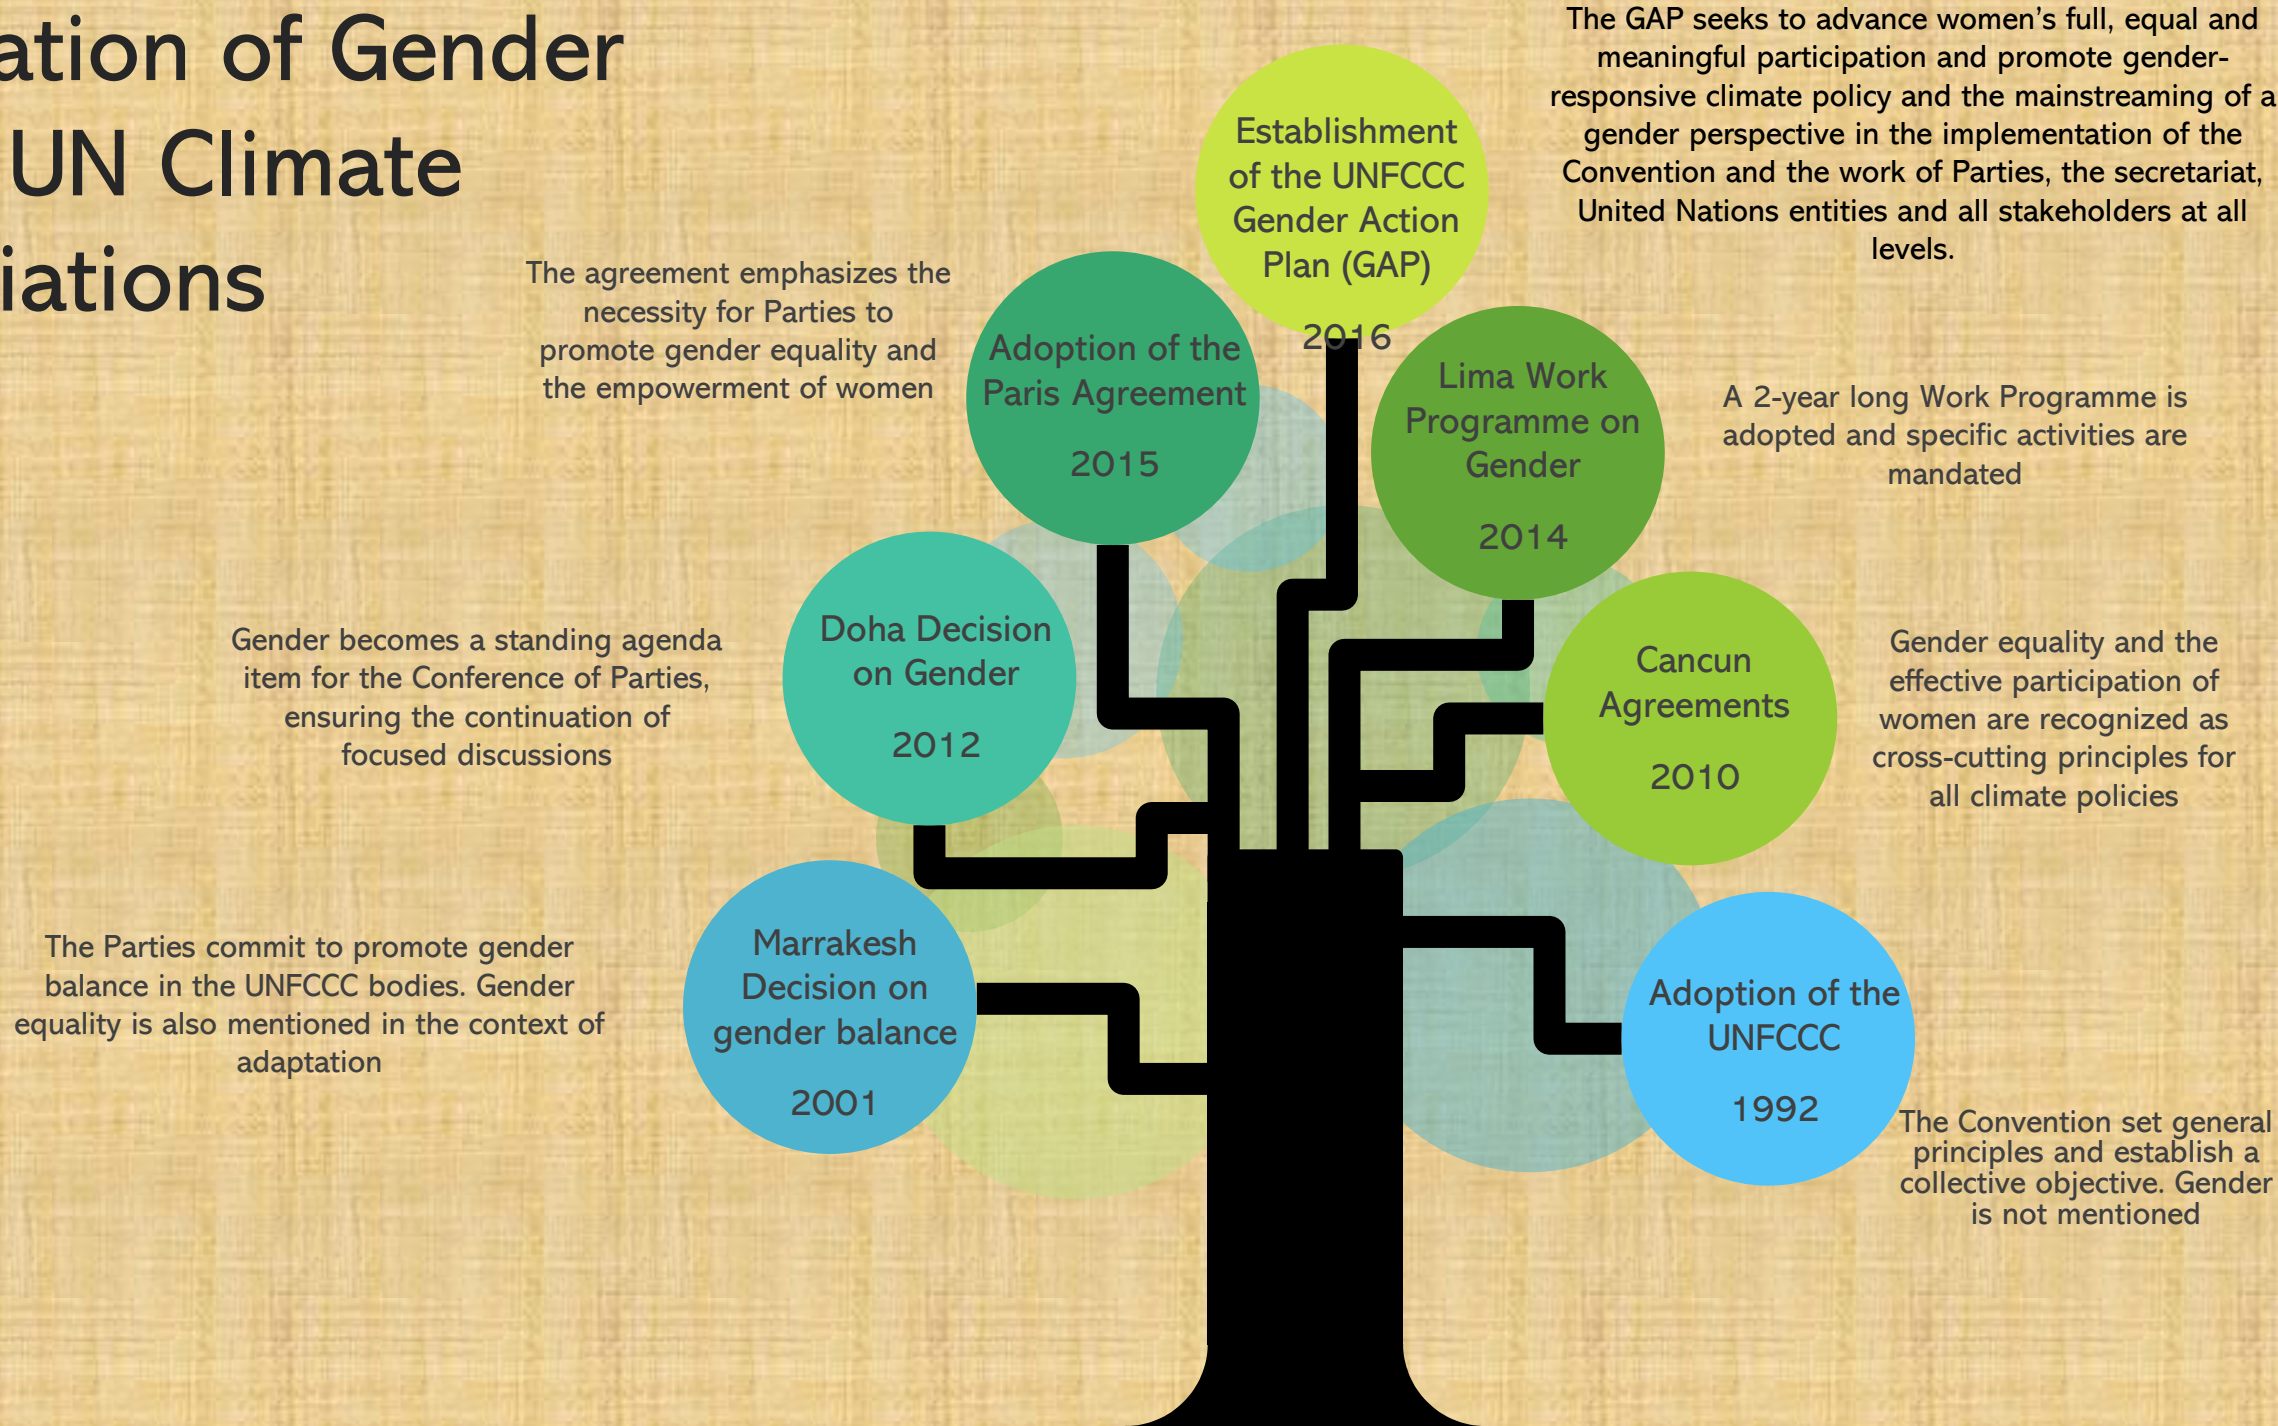 ation of Gender
UN Climate
iations
The GAP seeks to advance women's full, equal and
meaningful participation and promote gender-
responsive climate policy and the mainstreaming of a
gender perspective in the implementation of the
Convention and the work of Parties, the secretariat,
United Nations entities and all stakeholders at all
levels.
Establishment
of the UNFCCC
Gender Action
Plan (GAP)
2016
The agreement emphasizes the
necessity for Parties to
promote gender equality and
the empowerment of women
Adoption of the
Paris Agreement
2015
Lima Work
Programme on
Gender
2014
A 2-year long Work Programme is
adopted and specific activities are
mandated
Gender becomes a standing agenda
item for the Conference of Parties,
ensuring the continuation of
focused discussions
Doha Decision
on Gender
2012
Cancun
Agreements
2010
Gender equality and the
effective participation of
women are recognized as
cross-cutting principles for
all climate policies
The Parties commit to promote gender
balance in the UNFCCC bodies. Gender
equality is also mentioned in the context of
adaptation
Marrakesh
Decision on
gender balance
2001
Adoption of the
UNFCCC
1992
The Convention set general
principles and establish a
collective objective. Gender
is not mentioned